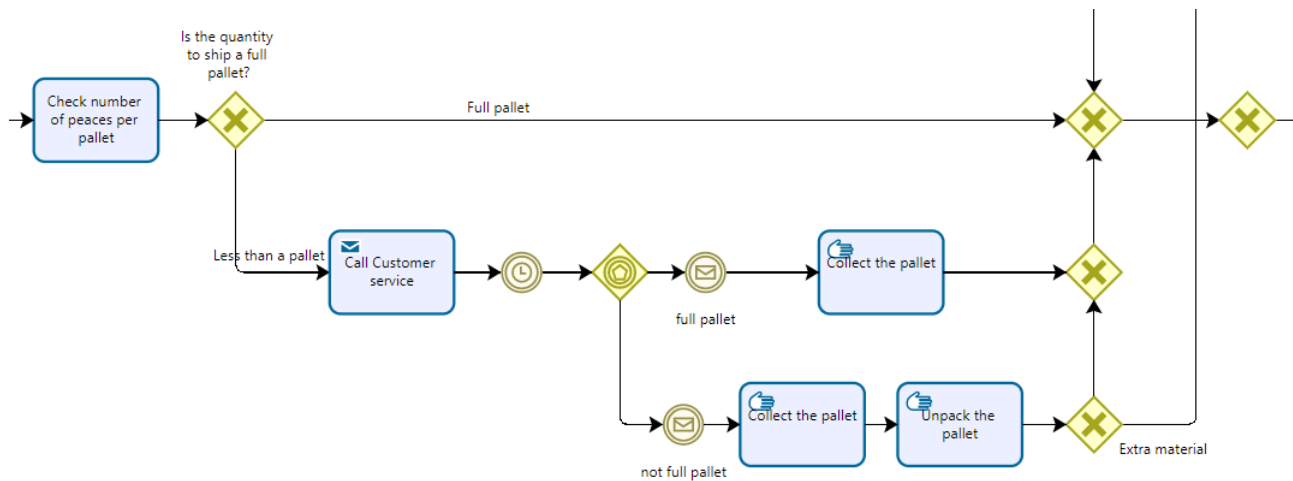 Is the quantity
to ship a full
pallet?
Check number
of peaces per
pallet
Full pallet
Less than a pallet
Call Customer
service
full pallet
Collect the pallet
not full pallet
Collect the pallet
Unpack the
pallet
Extra material